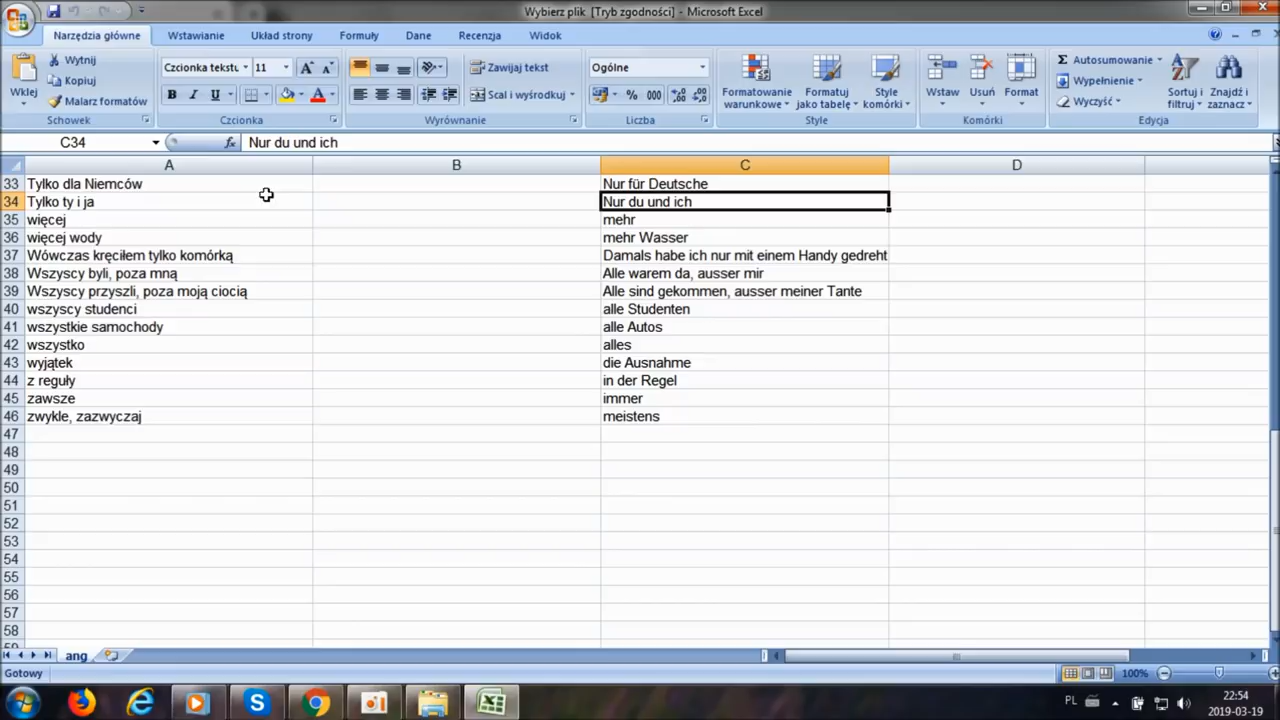 Wybierz plik [Tryb zgodności] - Microsoft Excel
Narzędzia główne Wstawianie Układ strony Formuły Dane Recenzja Widok
Wklej Wytnij Kopiuj Malarz formatów
Schowek
Czcionka tekstu 11
B I U
Czcionka
Zawijaj tekst
Scal i wyśrodkuj
Wyrównanie
Ogólne
% 000
Liczba
Formatowanie warunkowe Formatuj jako tabelę Style komórki
Style
Wstaw Usuń Format
Komórki
Σ Autosumowanie
Wypełnienie
Wyczyść
Sortuj i filtruj Znajdź i zaznacz
Edycja
C34 fx Nur du und ich
A B C D
33 Tylko dla Niemców Nur für Deutsche
34 Tylko ty i ja Nur du und ich
35 więcej mehr
36 więcej wody mehr Wasser
37 Wówczas kręciłem tylko komórką Damals habe ich nur mit einem Handy gedreht
38 Wszyscy byli, poza mną Alle warem da, ausser mir
39 Wszyscy przyszli, poza moją ciocią Alle sind gekommen, ausser meiner Tante
40 wszyscy studenci alle Studenten
41 wszystkie samochody alle Autos
42 wszystko alles
43 wyjątek die Ausnahme
44 z reguły in der Regel
45 zawsze immer
46 zwykle, zazwyczaj meistens
47
48
49
50
51
52
53
54
55
56
57
58
59
ang
Gotowy 100%
PL 22:54
2019-03-19